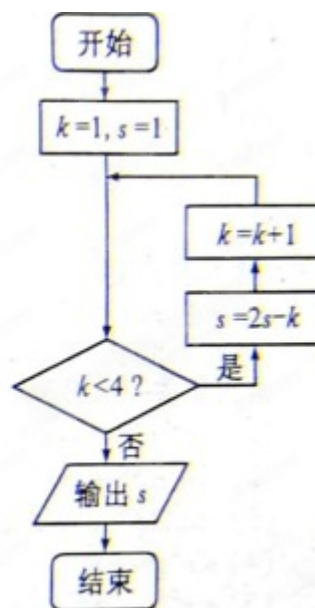 开始
k=1, s=1
k=k+1
s=2s-k
k<4?
是
否
输出 s
结束